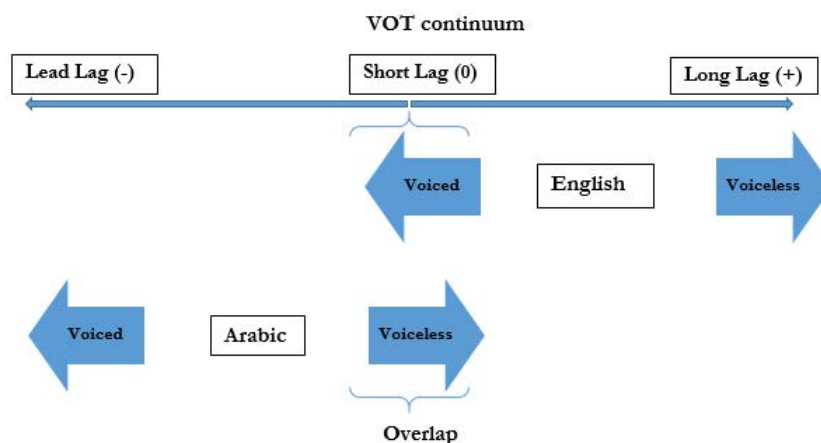 VOT continuum
Lead Lag (-) Short Lag (0) Long Lag (+)
Voiced English Voiceless
Voiced Arabic Voiceless
Overlap